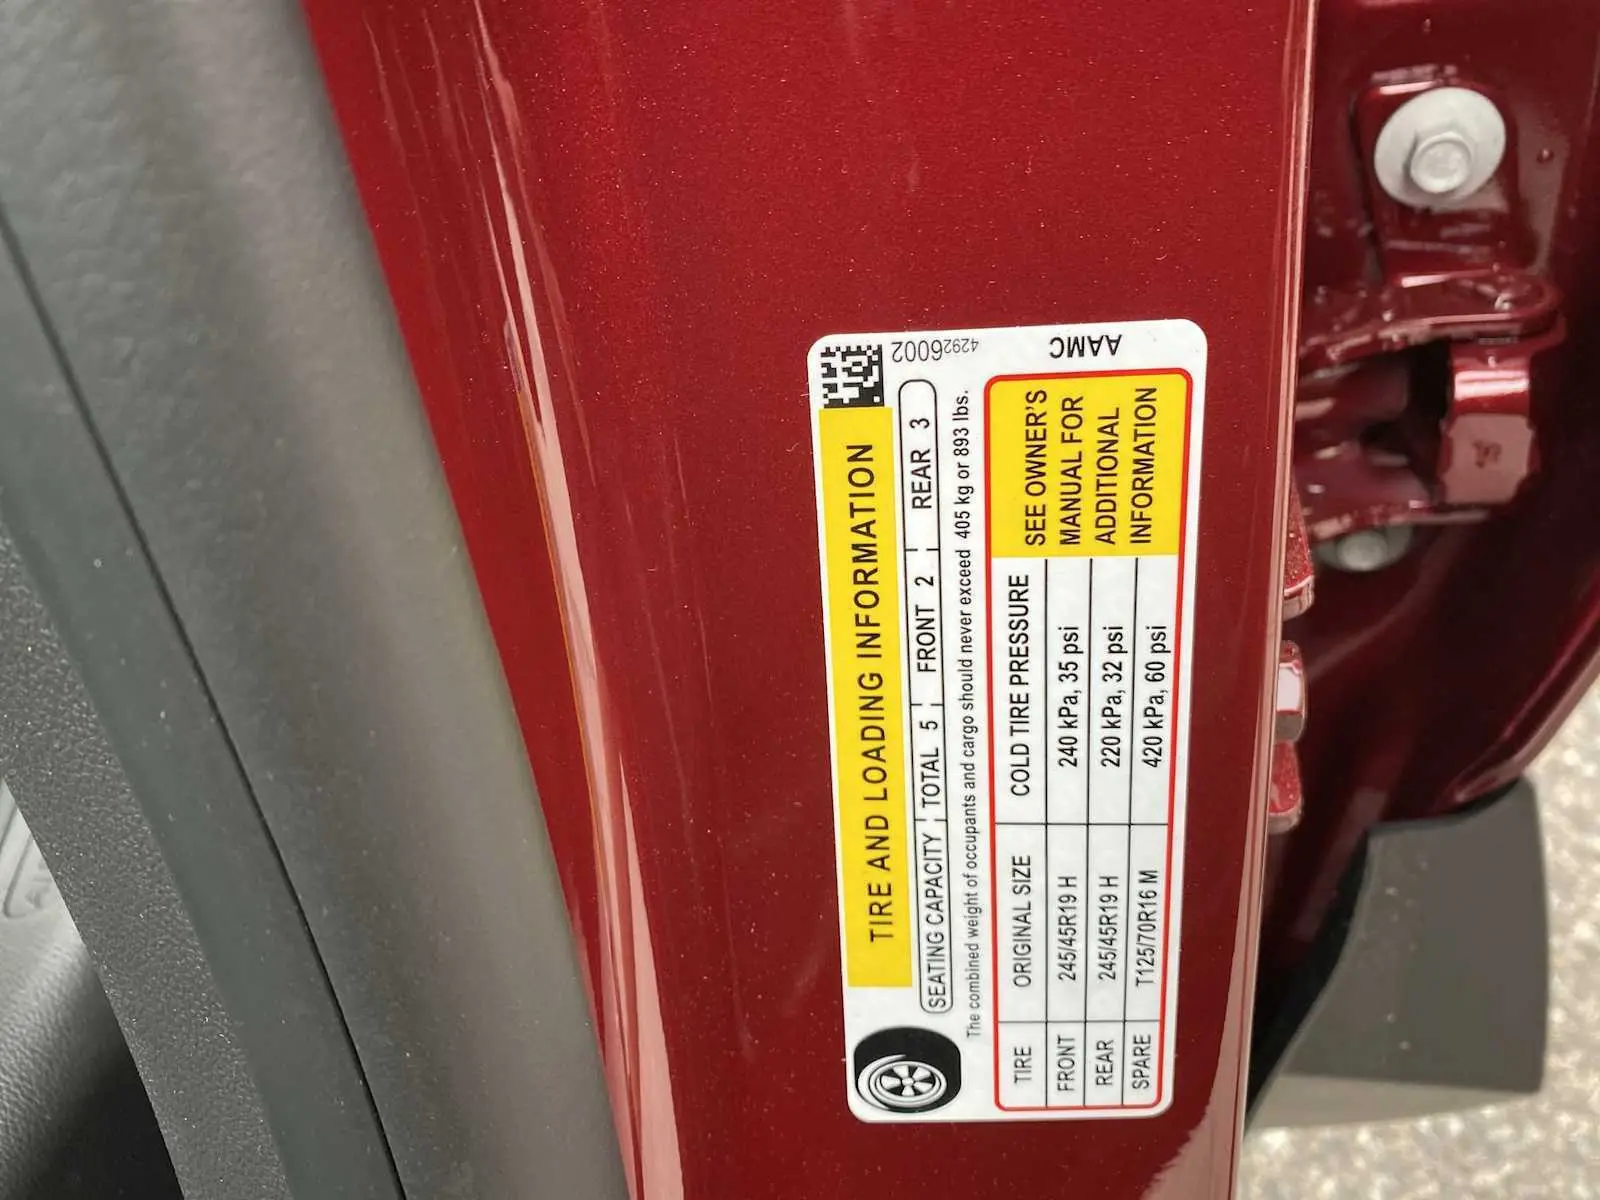 TIRE AND LOADING INFORMATION
SEATING CAPACITY TOTAL 5 FRONT 2 REAR 3
42926002
The combined weight of occupants and cargo should never exceed 405 kg or 893 lbs.
TIRE ORIGINAL SIZE COLD TIRE PRESSURE
FRONT 245/45R19 H 240 kPa, 35 psi
REAR 245/45R19 H 220 kPa, 32 psi
SPARE T125/70R16 M 420 kPa, 60 psi
SEE OWNER'S
MANUAL FOR
ADDITIONAL
INFORMATION
AAMC